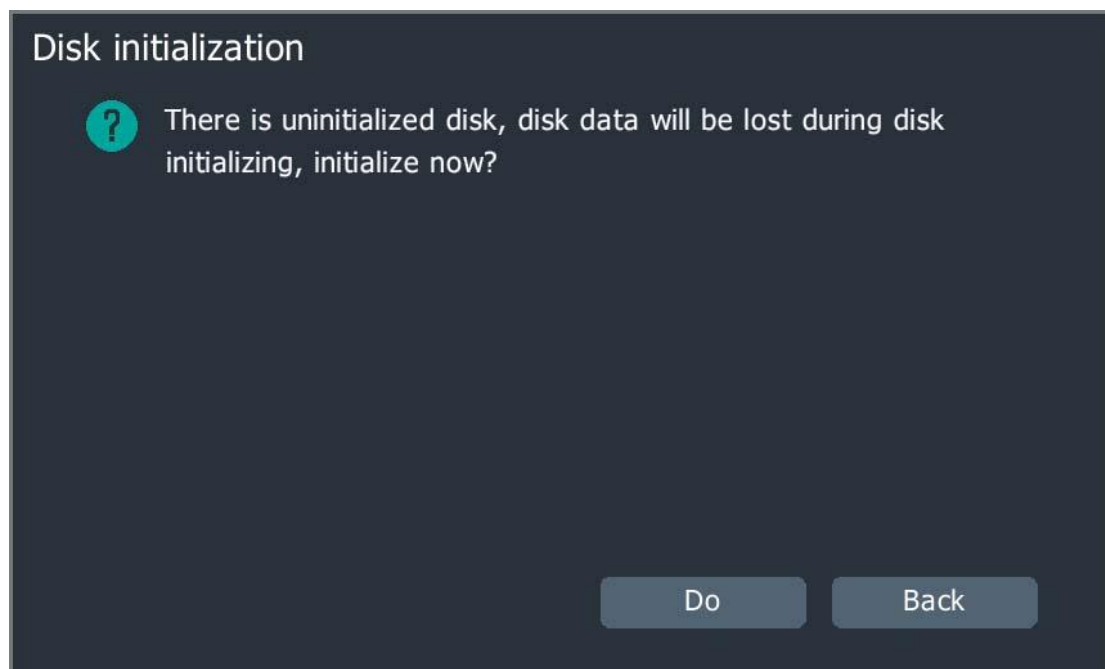 Disk initialization
There is uninitialized disk, disk data will be lost during disk
initializing, initialize now?
Do
Back